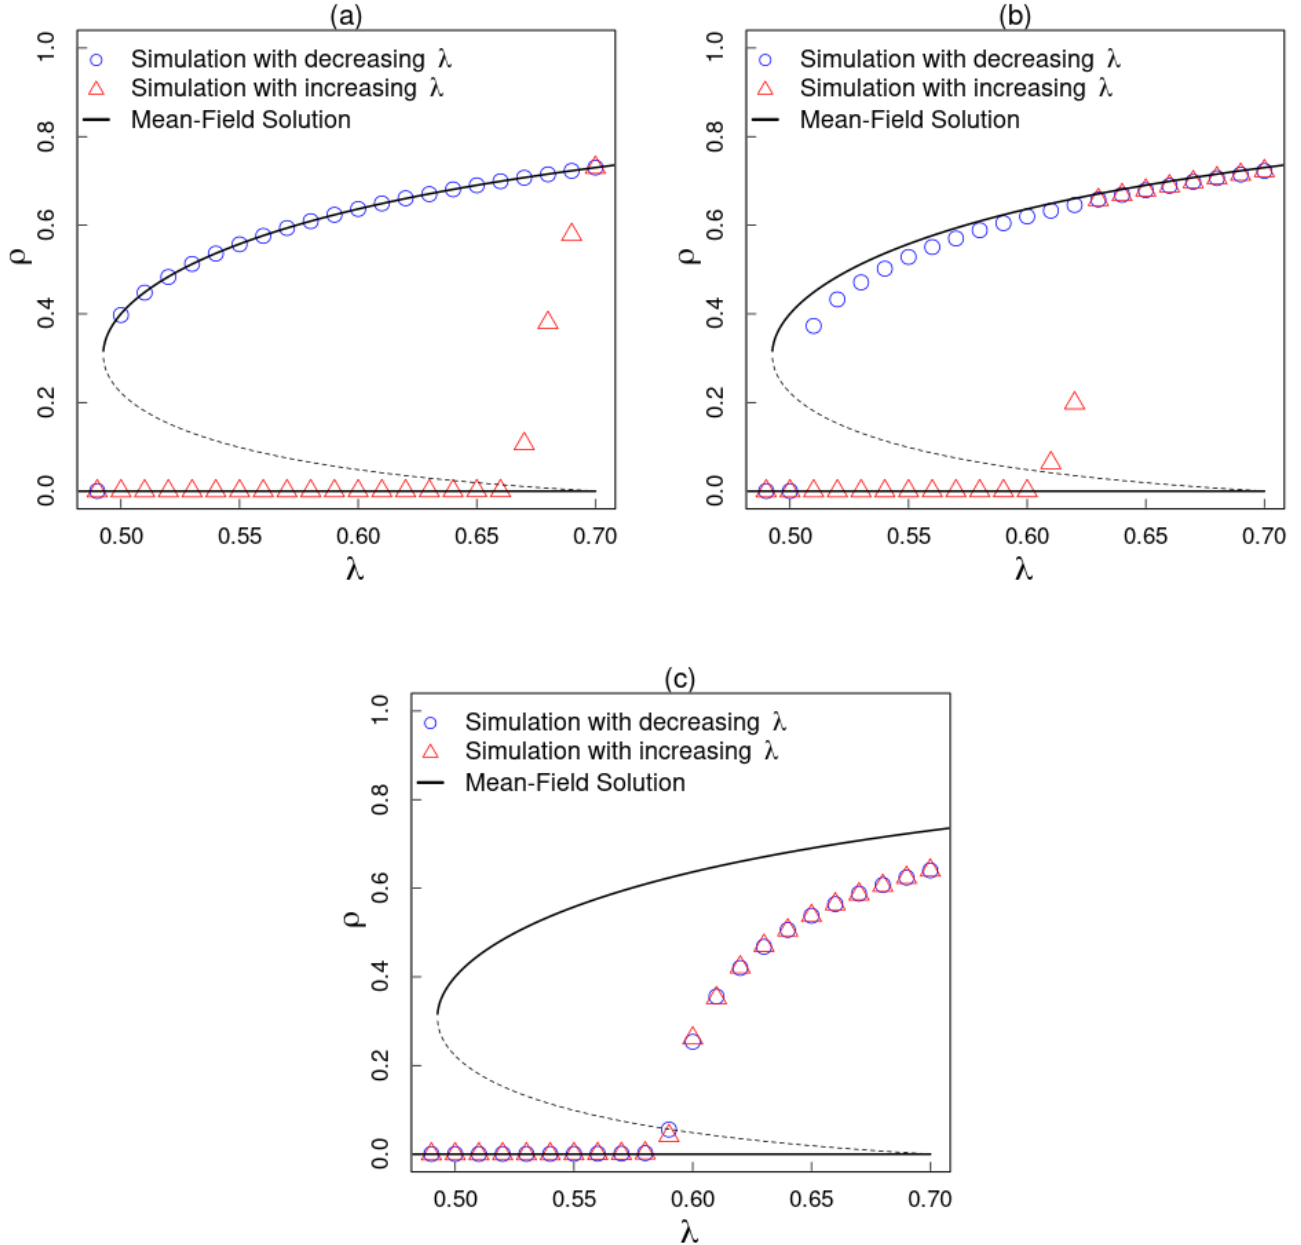 (a)
Simulation with decreasing λ
Simulation with increasing λ
Mean-Field Solution
1.0
0.8
0.6
0.4
0.2
0.0
ρ
0.50 0.55 0.60 0.65 0.70
λ
(b)
Simulation with decreasing λ
Simulation with increasing λ
Mean-Field Solution
1.0
0.8
0.6
0.4
0.2
0.0
ρ
0.50 0.55 0.60 0.65 0.70
λ
(c)
Simulation with decreasing λ
Simulation with increasing λ
Mean-Field Solution
1.0
0.8
0.6
0.4
0.2
0.0
ρ
0.50 0.55 0.60 0.65 0.70
λ